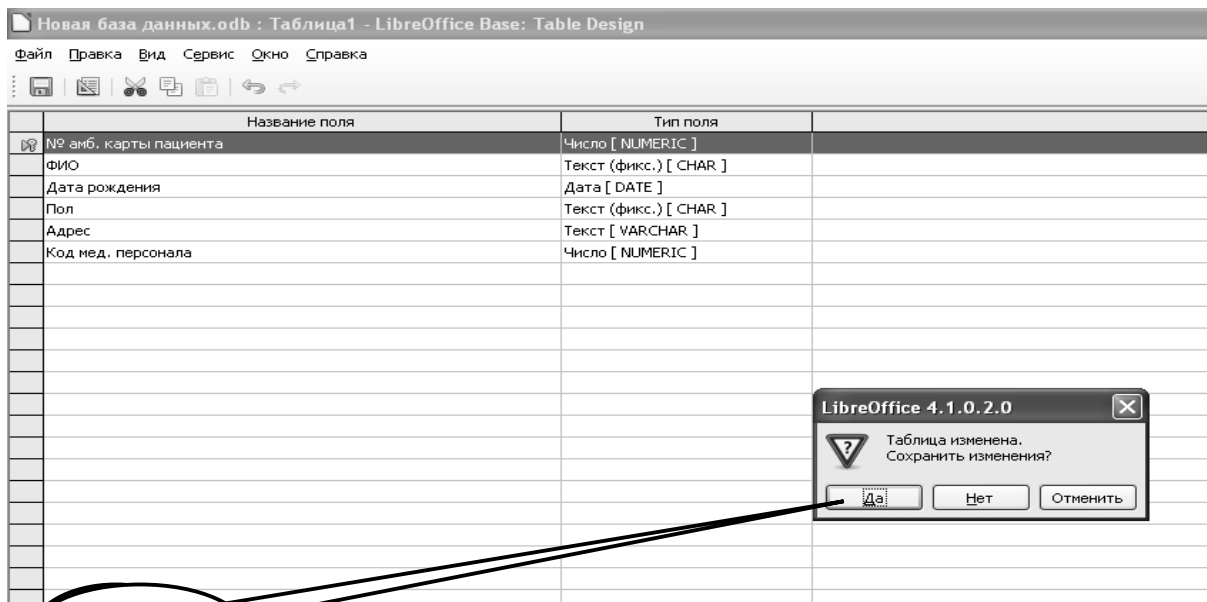 Новая база данных.odb : Таблица1 - LibreOffice Base: Table Design
Файл Правка Вид Сервис Окно Справка
Название поля Тип поля
№ амб. карты пациента Число [ NUMERIC ]
ФИО Текст (фикс.) [ CHAR ]
Дата рождения Дата [ DATE ]
Пол Текст (фикс.) [ CHAR ]
Адрес Текст [ VARCHAR ]
Код мед. персонала Число [ NUMERIC ]
LibreOffice 4.1.0.2.0
Таблица изменена.
Сохранить изменения?
Да Нет Отменить